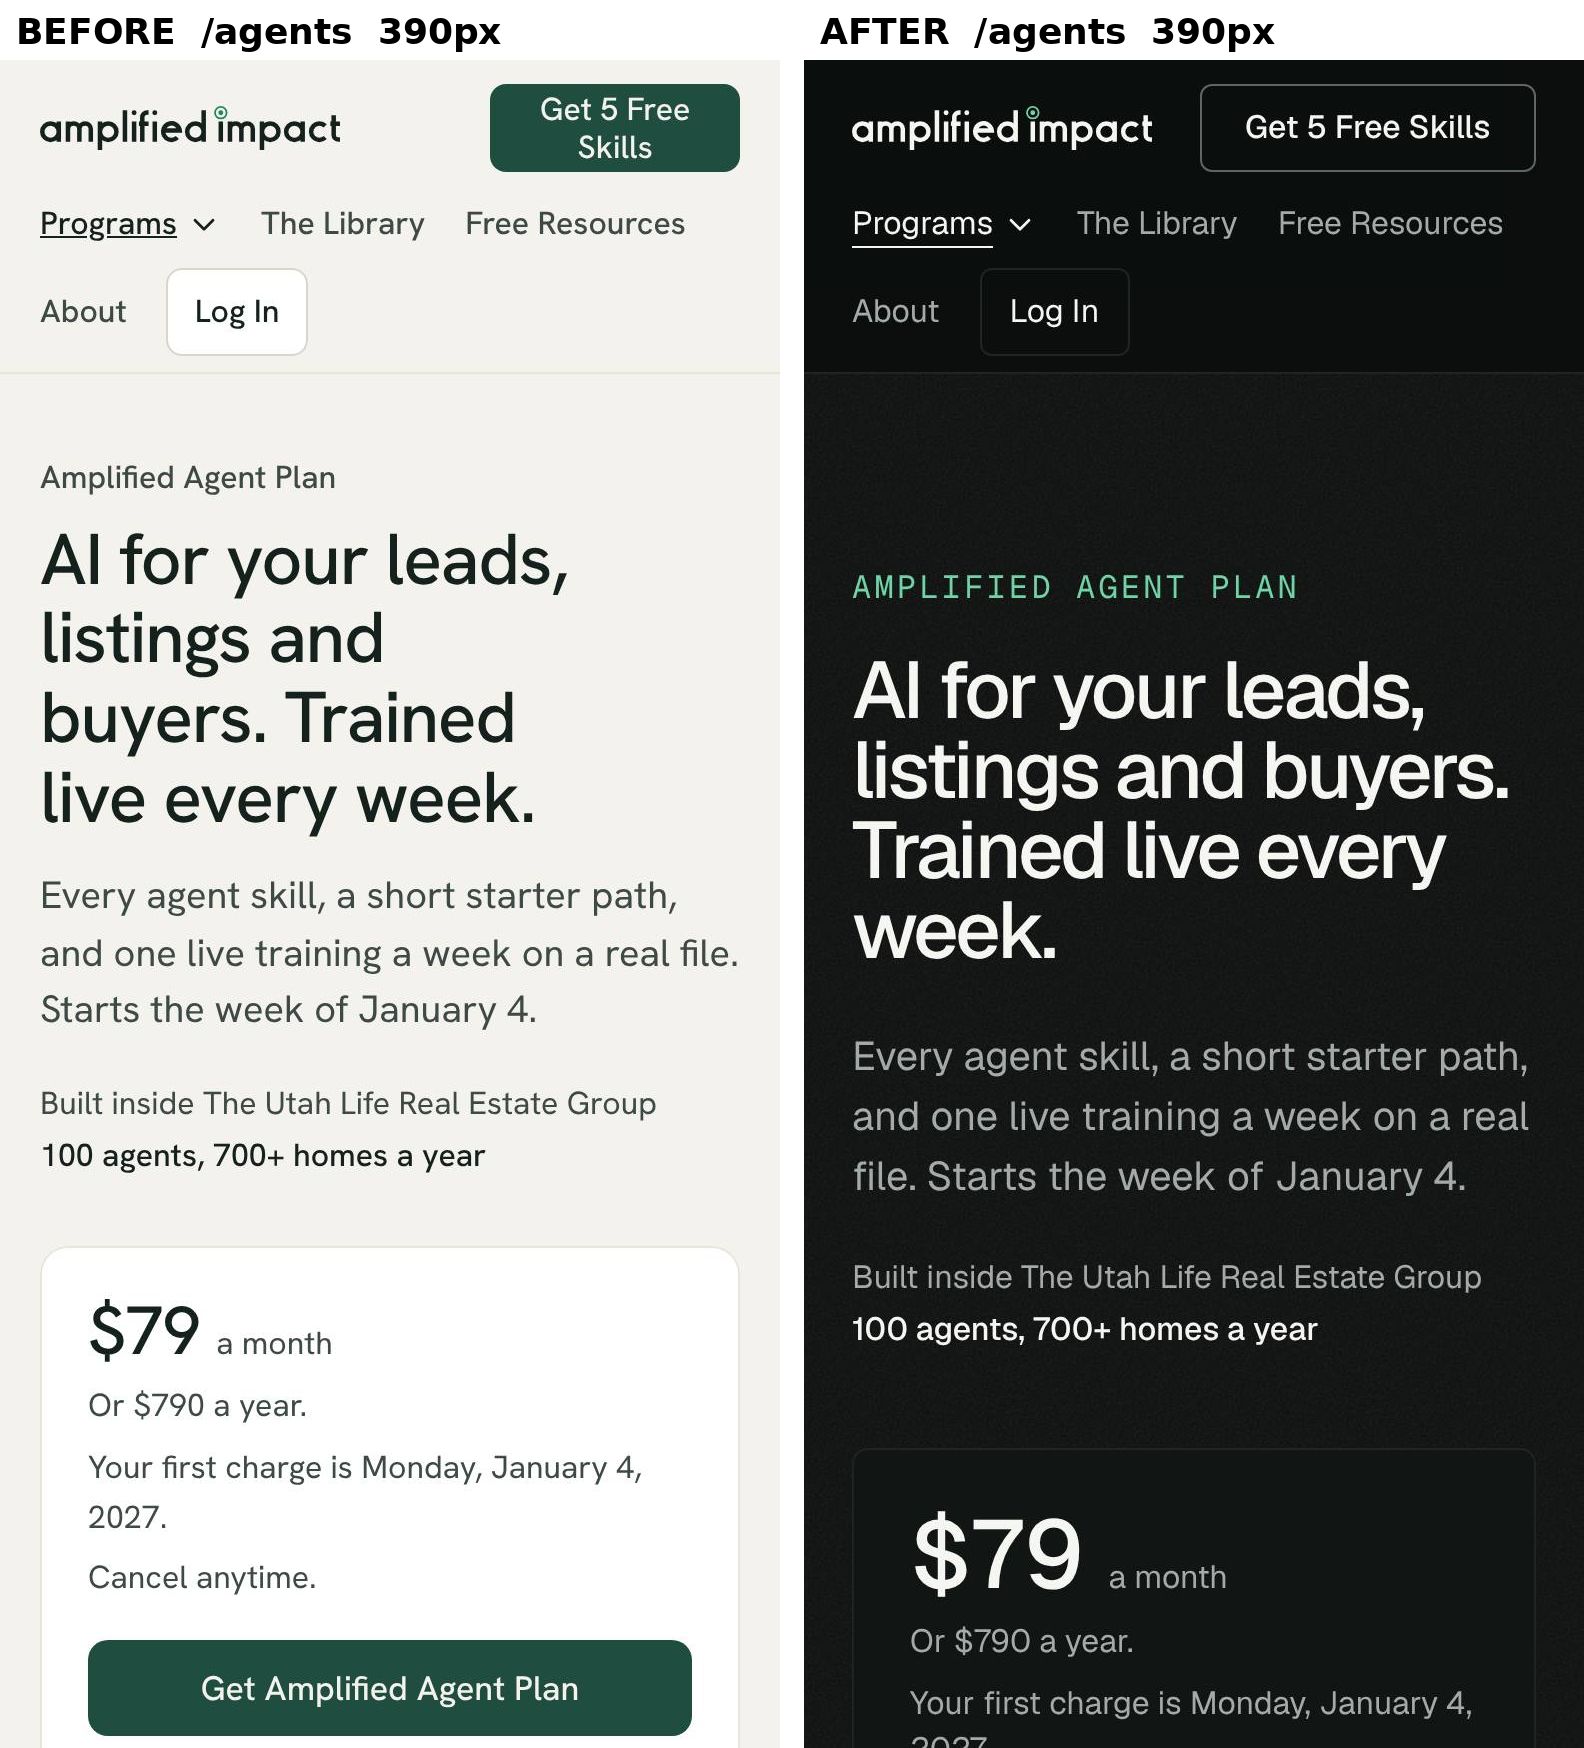 BEFORE /agents 390px
amplified impact
Get 5 Free
Skills
Programs
The Library
Free Resources
About
Log In
Amplified Agent Plan
AI for your leads,
listings and
buyers. Trained
live every week.
Every agent skill, a short starter path,
and one live training a week on a real file.
Starts the week of January 4.
Built inside The Utah Life Real Estate Group
100 agents, 700+ homes a year
$79 a month
Or $790 a year.
Your first charge is Monday, January 4,
2027.
Cancel anytime.
Get Amplified Agent Plan
AFTER /agents 390px
amplified impact
Get 5 Free Skills
Programs
The Library
Free Resources
About
Log In
AMPLIFIED AGENT PLAN
AI for your leads,
listings and buyers.
Trained live every
week.
Every agent skill, a short starter path,
and one live training a week on a real
file. Starts the week of January 4.
Built inside The Utah Life Real Estate Group
100 agents, 700+ homes a year
$79 a month
Or $790 a year.
Your first charge is Monday, January 4,
2027.